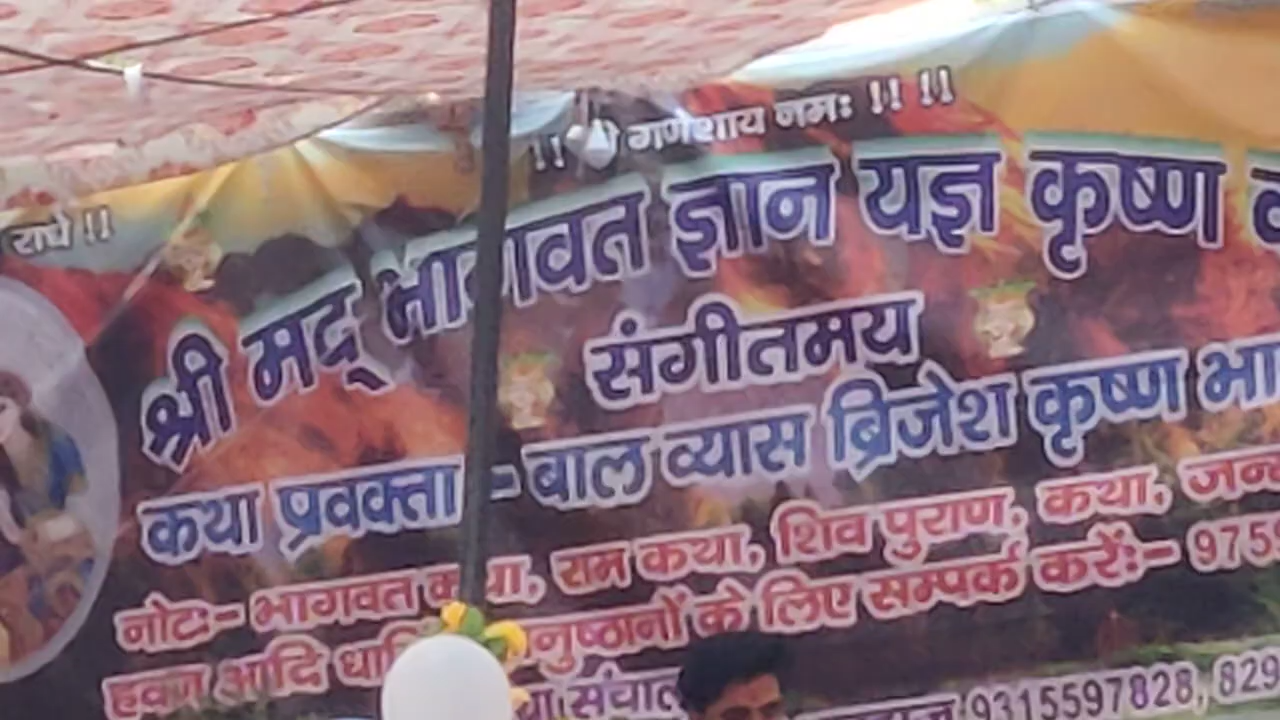 राधे !!
!! श्री गणेशाय नमः !! !!
श्री मद् भागवत ज्ञान यज्ञ कृष्ण
संगीतमय
कथा प्रवक्ता - बाल व्यास ब्रिजेश कृष्ण भा
नोटः- भागवत कथा, राम कथा, शिव पुराण, कथा, जन्म
हवन आदि धार्मिक अनुष्ठानों के लिए सम्पर्क करेंः- 975
संचाल 9315597828, 829